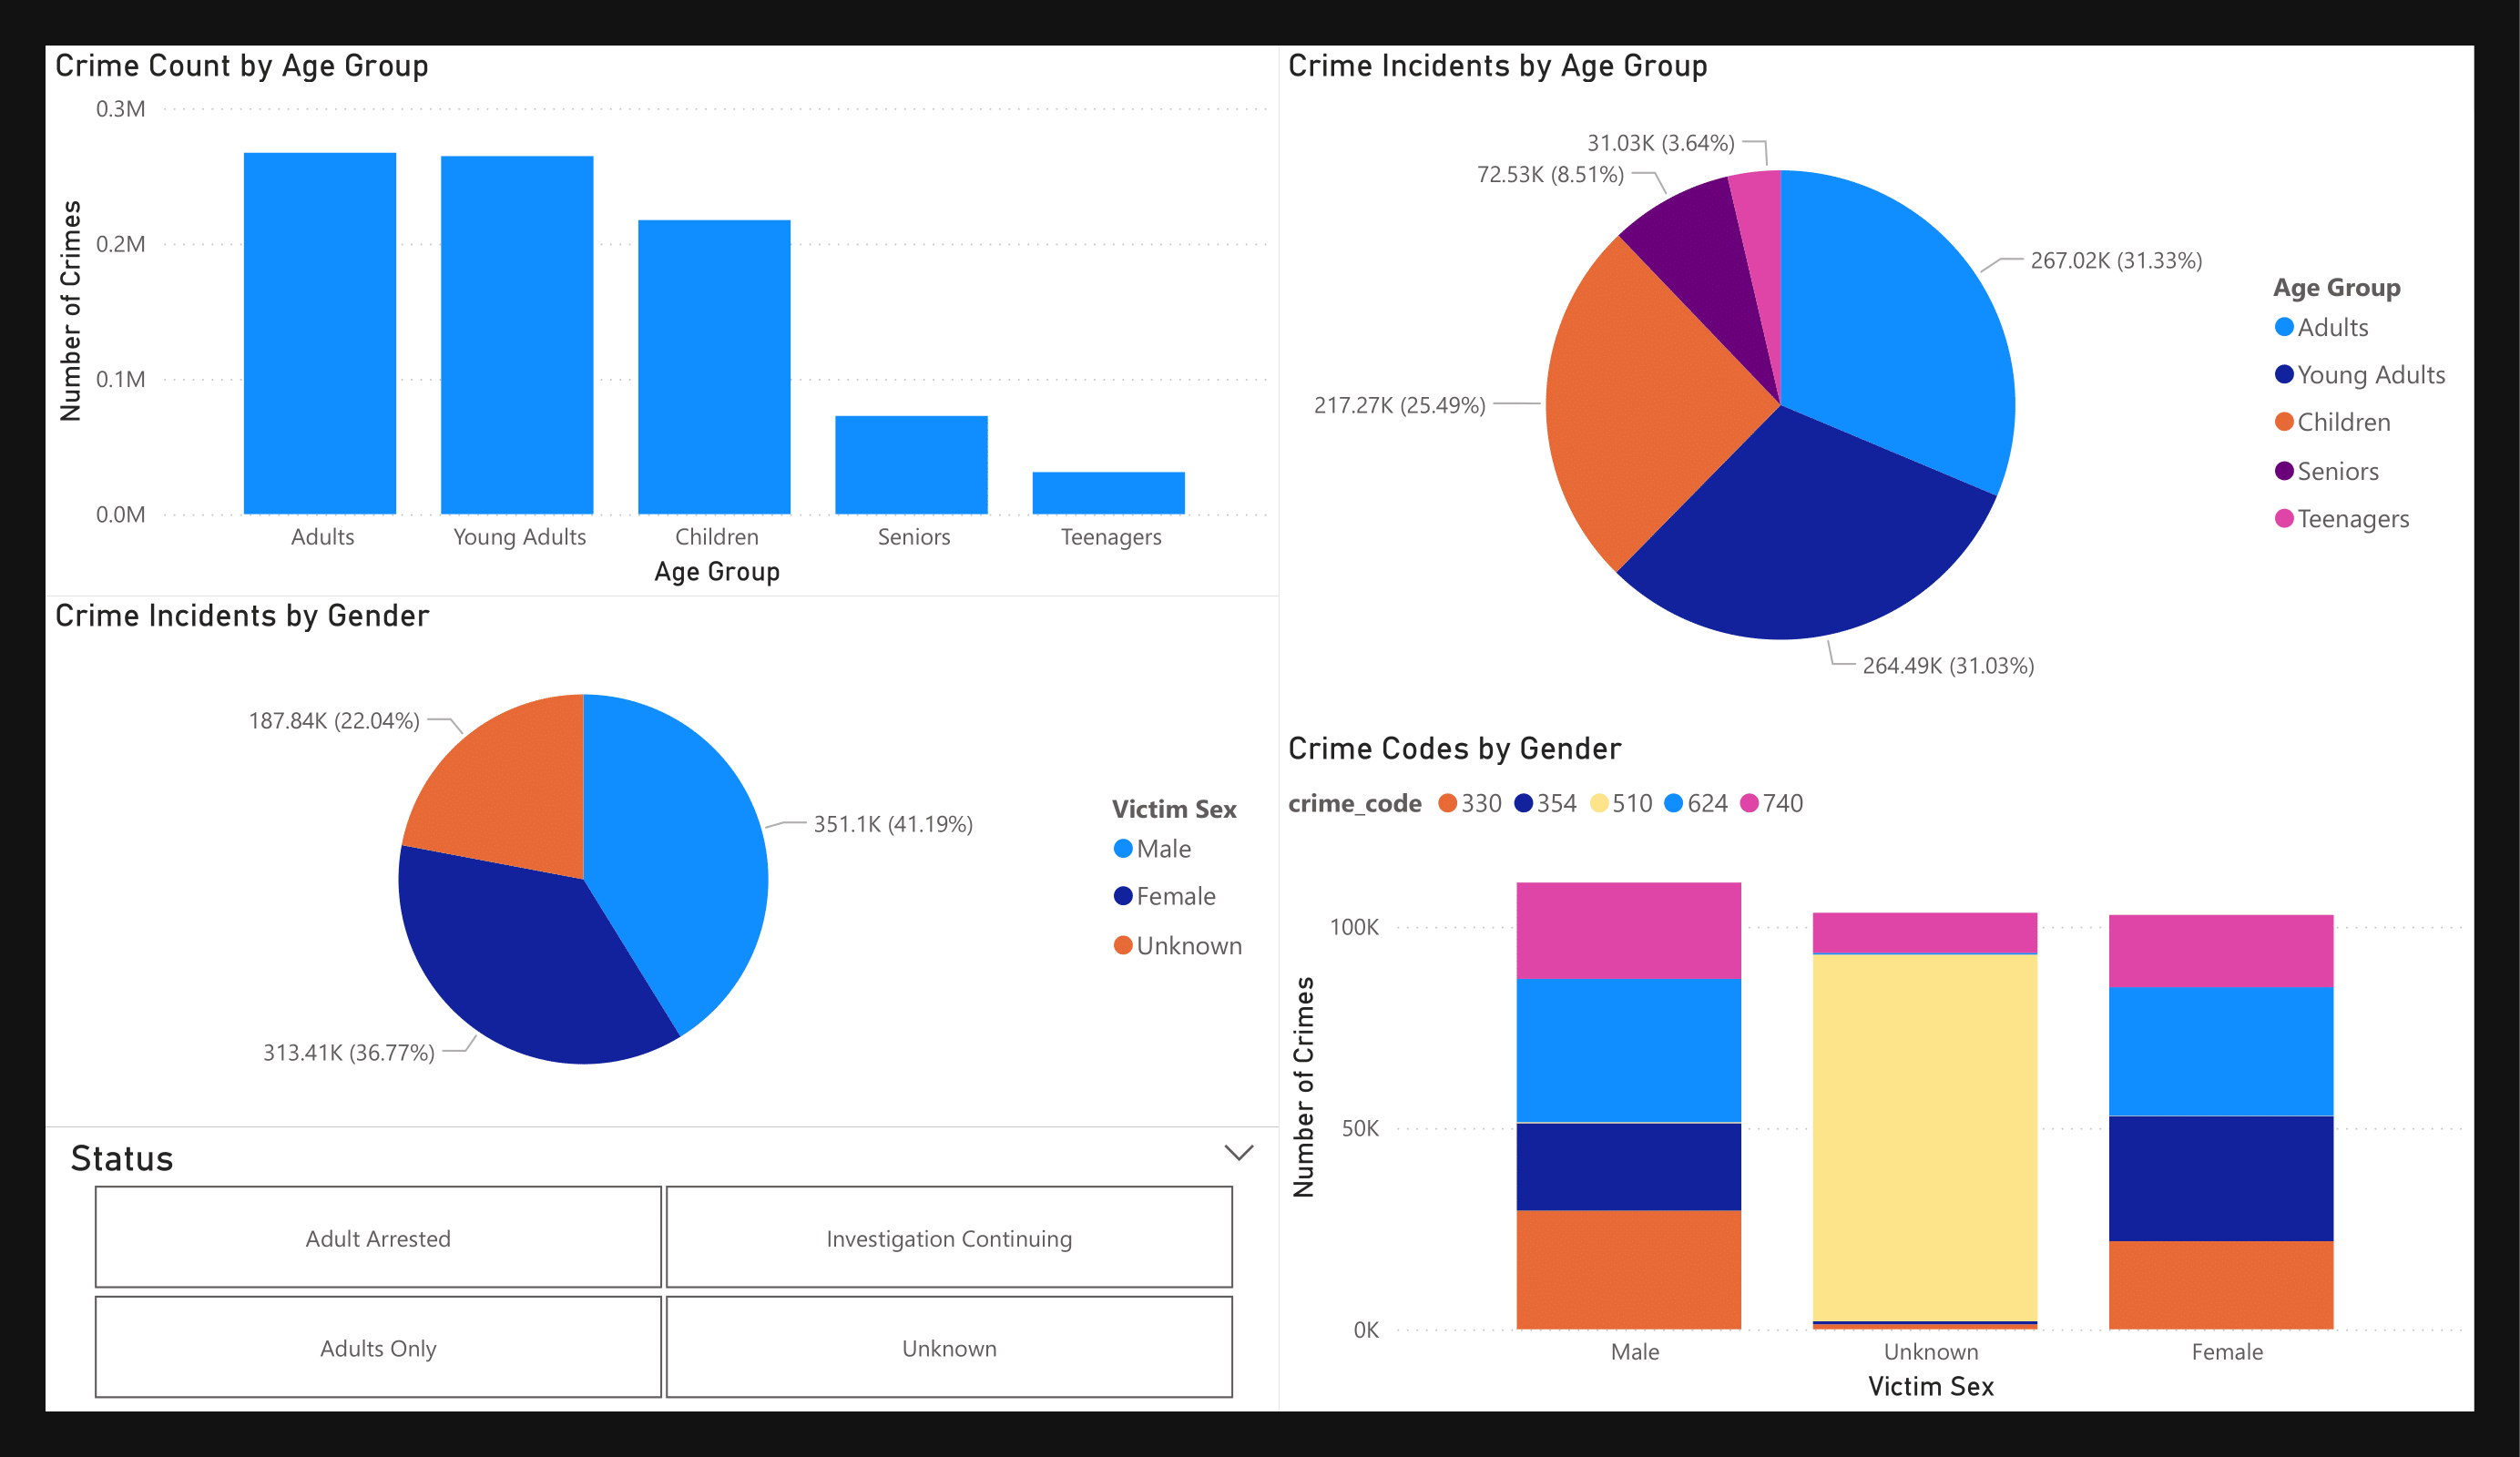 Crime Count by Age Group
0.3M
0.2M
0.1M
0.0M
Number of Crimes
Adults Young Adults Children Seniors Teenagers
Age Group
Crime Incidents by Age Group
31.03K (3.64%)
72.53K (8.51%)
267.02K (31.33%)
217.27K (25.49%)
264.49K (31.03%)
Age Group
Adults
Young Adults
Children
Seniors
Teenagers
Crime Incidents by Gender
187.84K (22.04%)
351.1K (41.19%)
313.41K (36.77%)
Victim Sex
Male
Female
Unknown
Crime Codes by Gender
crime_code 330 354 510 624 740
100K
50K
0K
Number of Crimes
Male Unknown Female
Victim Sex
Status
Adult Arrested Investigation Continuing
Adults Only Unknown